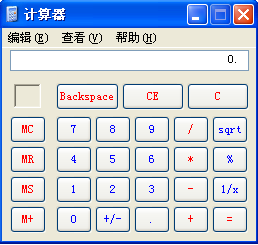 计算器
编辑(E) 查看(V) 帮助(H)
0.
Backspace CE C
MC 7 8 9 / sqrt
MR 4 5 6 * %
MS 1 2 3 - 1/x
M+ 0 +/- . + =